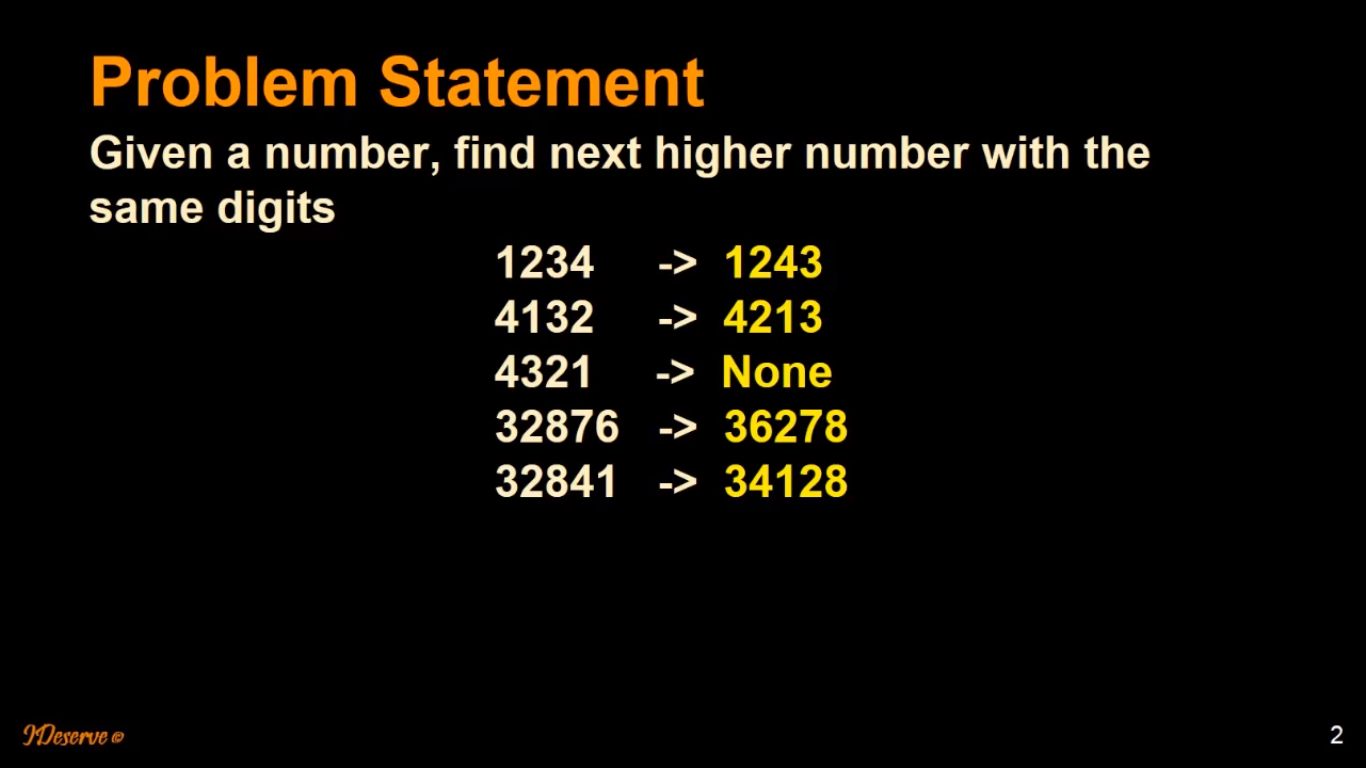 Problem Statement
Given a number, find next higher number with the
same digits
1234 -> 1243
4132 -> 4213
4321 -> None
32876 -> 36278
32841 -> 34128
IDeserve ©
2